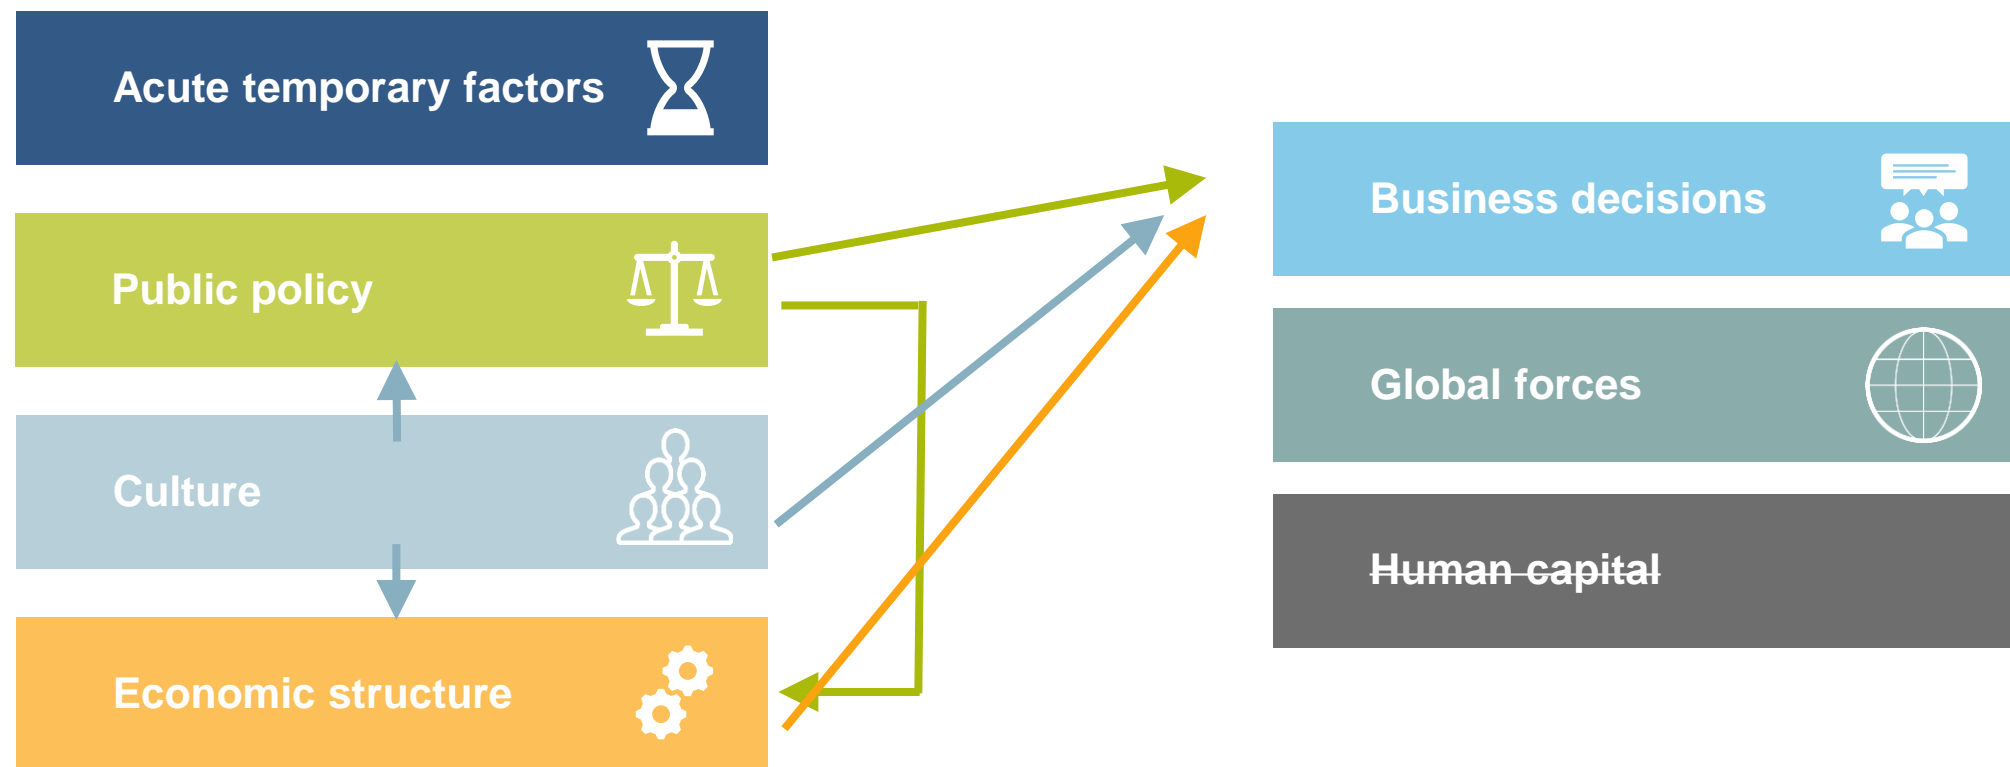 Acute temporary factors
Public policy
Culture
Economic structure
Business decisions
Global forces
Human capital